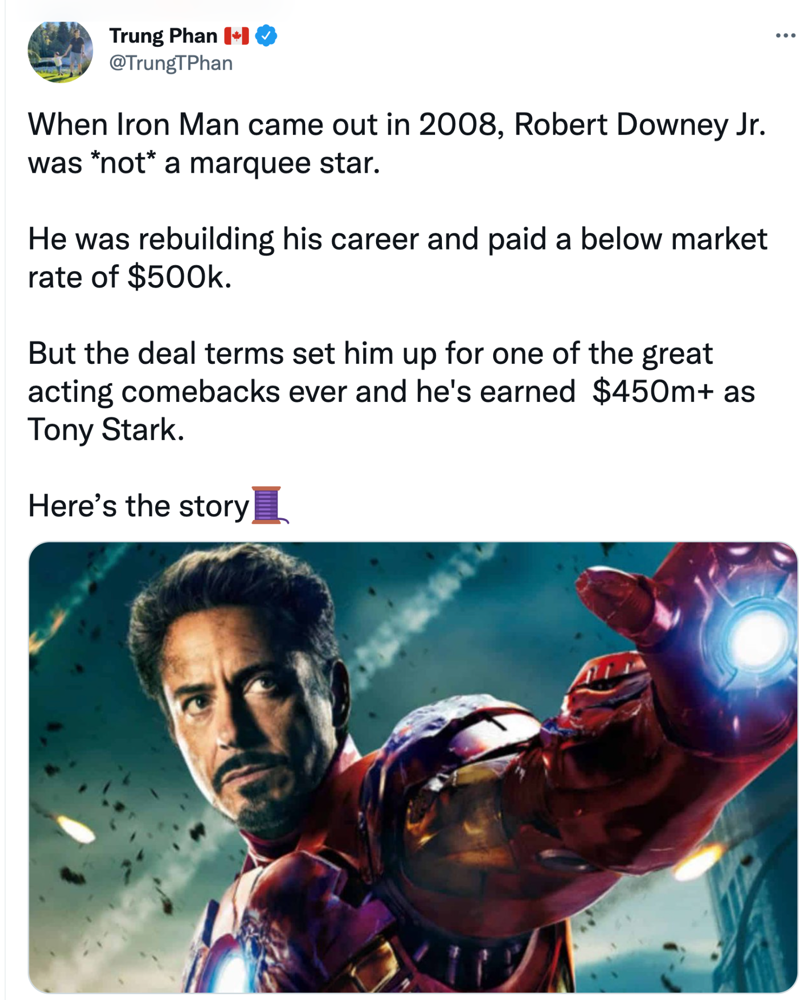 Trung Phan 🇨🇦
@TrungTPhan
When Iron Man came out in 2008, Robert Downey Jr.
was *not* a marquee star.
He was rebuilding his career and paid a below market
rate of $500k.
But the deal terms set him up for one of the great
acting comebacks ever and he's earned  $450m+ as
Tony Stark.
Here’s the story🧵